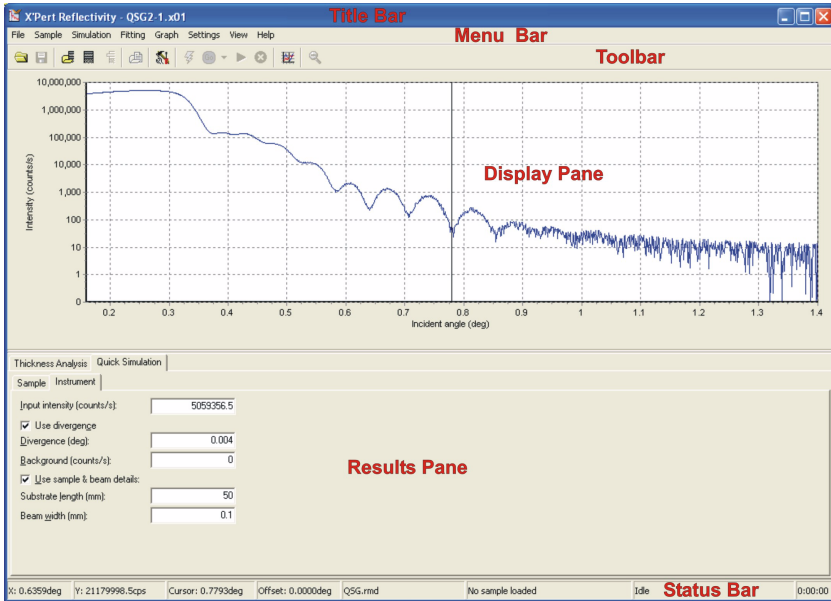 X'Pert Reflectivity - QSG2-1.x01 Title Bar
File Sample Simulation Fitting Graph Settings View Help Menu Bar
Toolbar
10,000,000
1,000,000
100,000
10,000
1,000
100
10
1
0
Intensity (counts/s)
Display Pane
0.2 0.3 0.4 0.5 0.6 0.7 0.8 0.9 1 1.1 1.2 1.3 1.4
Incident angle (deg)
Thickness Analysis Quick Simulation
Sample Instrument
Input intensity (counts/s): 5059356.5
Use divergence
Divergence (deg): 0.004
Background (counts/s): 0
Use sample & beam details:
Substrate length (mm): 50
Beam width (mm): 0.1
Results Pane
X: 0.6359deg Y: 21179998.5cps Cursor: 0.7793deg Offset: 0.0000deg QSG.rmd No sample loaded Idle Status Bar 0:00:00